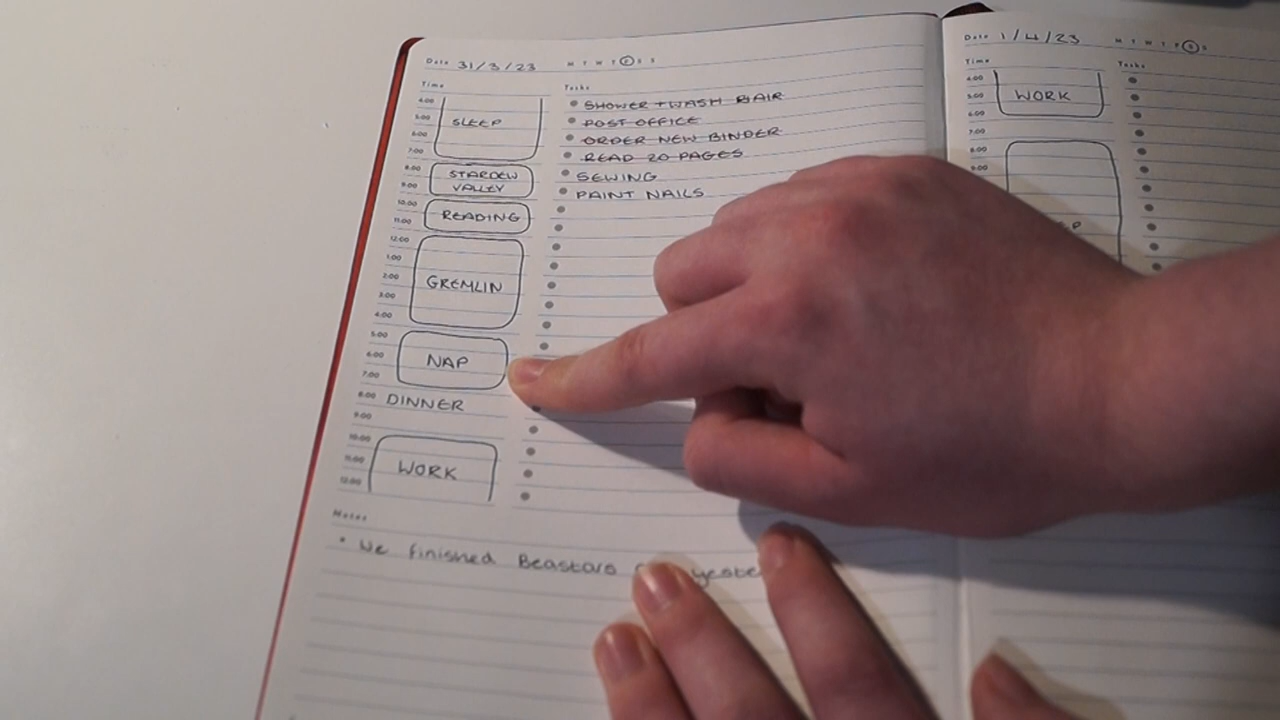 Date 31/3/23 M T W T F S S
Time Tasks
4:00
5:00 SLEEP
6:00
7:00
8:00 STARDEW
9:00 VALLEY
10:00 READING
11:00
12:00
1:00
2:00 GREMLIN
3:00
4:00
5:00
6:00 NAP
7:00
8:00 DINNER
9:00
10:00
11:00 WORK
12:00
SHOWER + WASH HAIR
POST OFFICE
ORDER NEW BINDER
READ 20 PAGES
SEWING
PAINT NAILS
Notes
• We finished Beastars
Date 1/4/23 M T W T F S S
Time Tasks
4:00
5:00 WORK
6:00
7:00
8:00
9:00